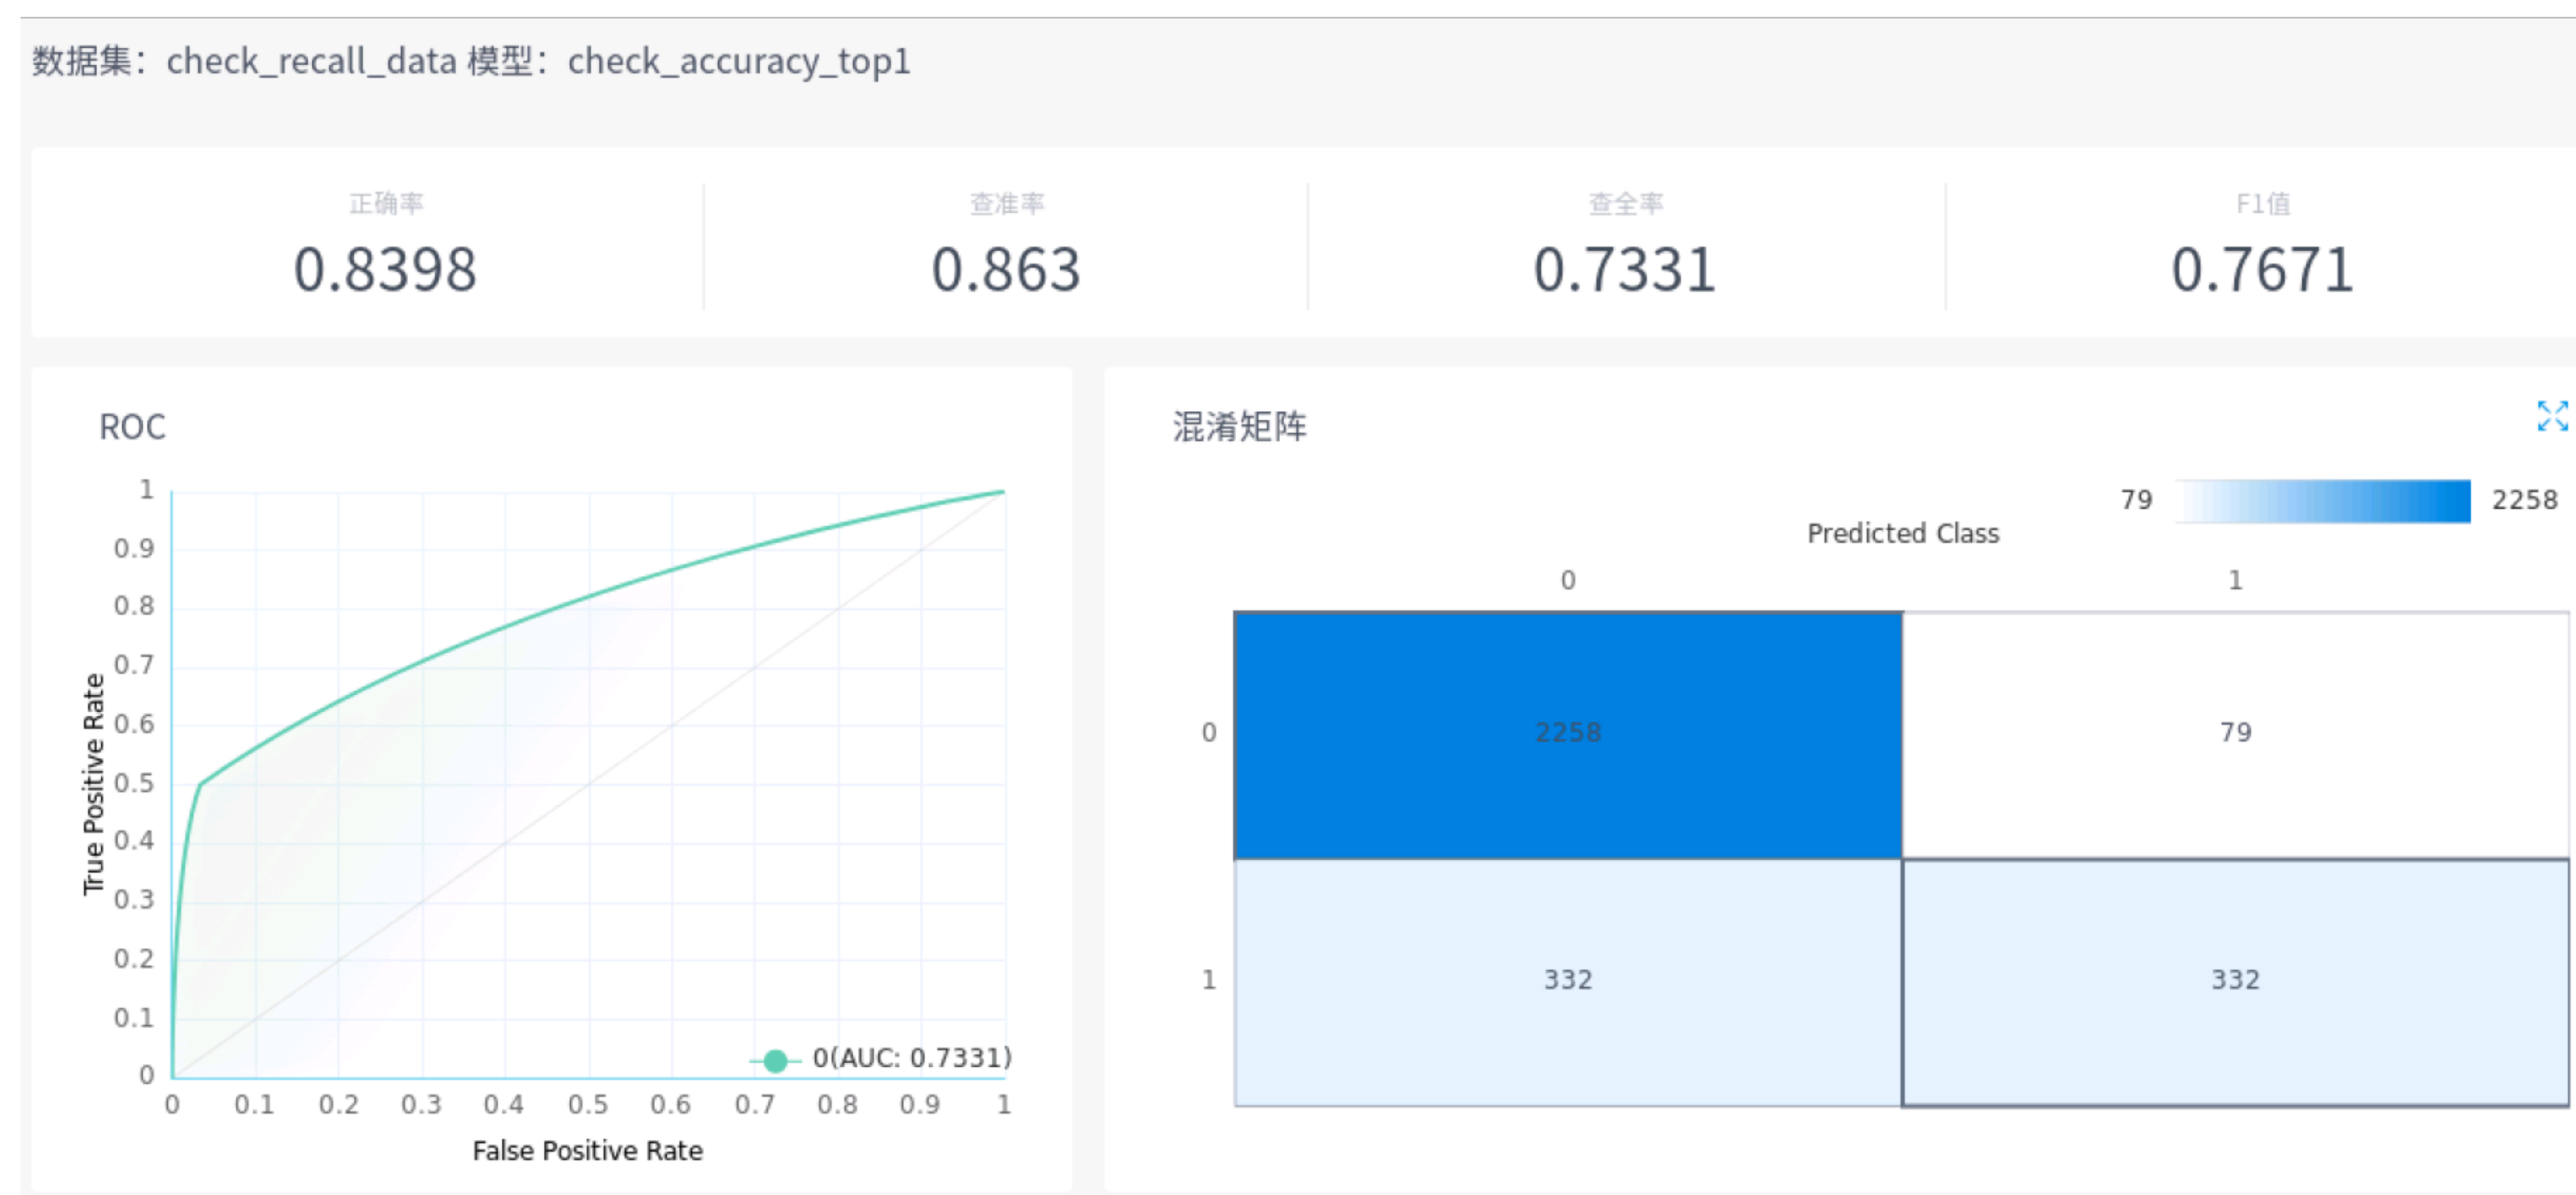 数据集：check_recall_data 模型：check_accuracy_top1
正确率
0.8398
查准率
0.863
查全率
0.7331
F1值
0.7671
ROC
1
0.9
0.8
0.7
0.6
0.5
0.4
0.3
0.2
0.1
0
True Positive Rate
0(AUC: 0.7331)
0 0.1 0.2 0.3 0.4 0.5 0.6 0.7 0.8 0.9 1
False Positive Rate
混淆矩阵
79 2258
Predicted Class
0 1
0 2258 79
1 332 332